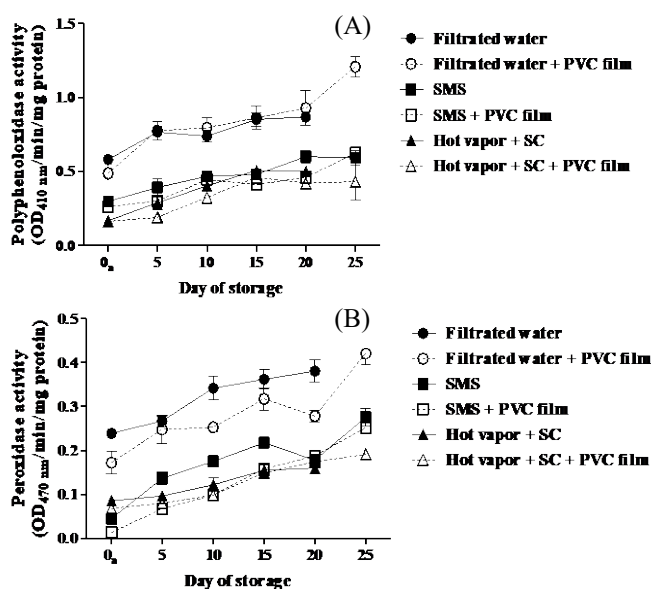 (A)
Polyphenoloxidase activity
(OD410 nm/min/mg protein)
1.5
1.0
0.5
0.0
0a 5 10 15 20 25
Day of storage
Filtrated water
Filtrated water + PVC film
SMS
SMS + PVC film
Hot vapor + SC
Hot vapor + SC + PVC film
(B)
Peroxidase activity
(OD470 nm/min/mg protein)
0.5
0.4
0.3
0.2
0.1
0.0
0a 5 10 15 20 25
Day of storage
Filtrated water
Filtrated water + PVC film
SMS
SMS + PVC film
Hot vapor + SC
Hot vapor + SC + PVC film